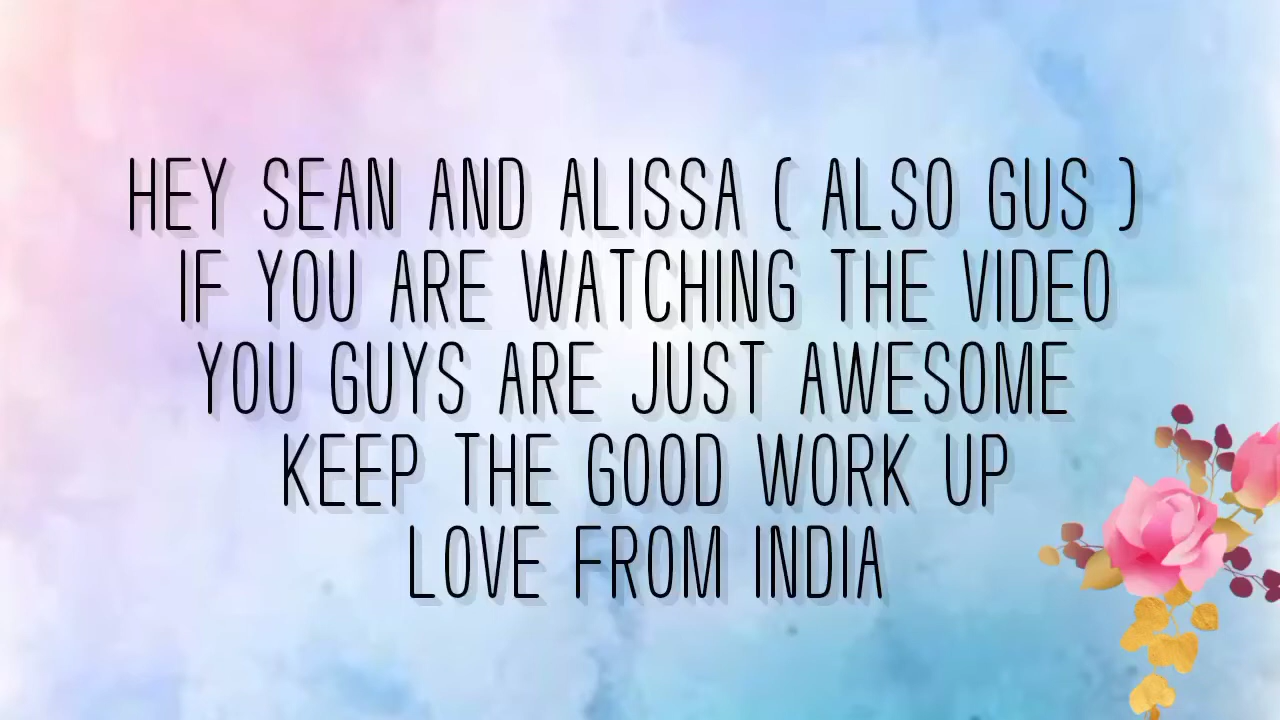 HEY SEAN AND ALISSA ( ALSO GUS )
IF YOU ARE WATCHING THE VIDEO
YOU GUYS ARE JUST AWESOME
KEEP THE GOOD WORK UP
LOVE FROM INDIA